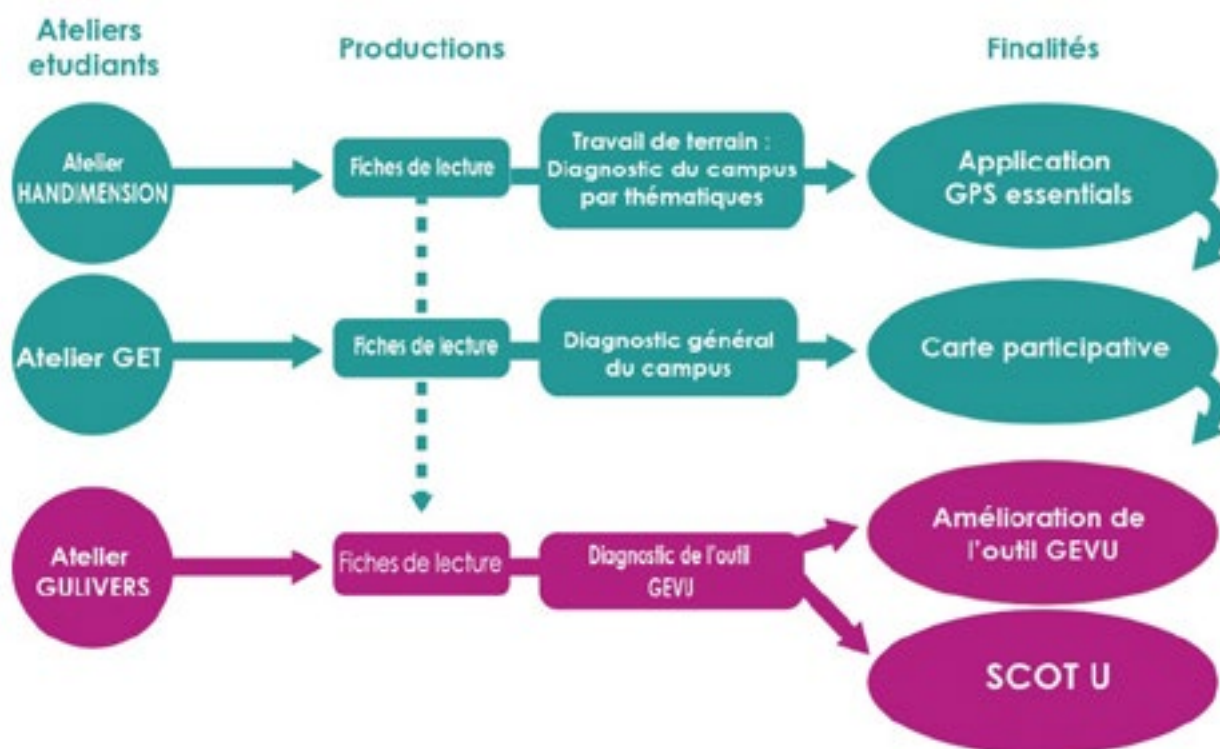 Ateliers
etudiants
Productions
Finalités
Atelier
HANDIMENSION
Fiches de lecture
Travail de terrain :
Diagnostic du campus
par thématiques
Application
GPS essentials
Atelier GET
Fiches de lecture
Diagnostic général
du campus
Carte participative
Atelier
GULIVERS
Fiches de lecture
Diagnostic de l'outil
GEVU
Amélioration de
l'outil GEVU
SCOT U